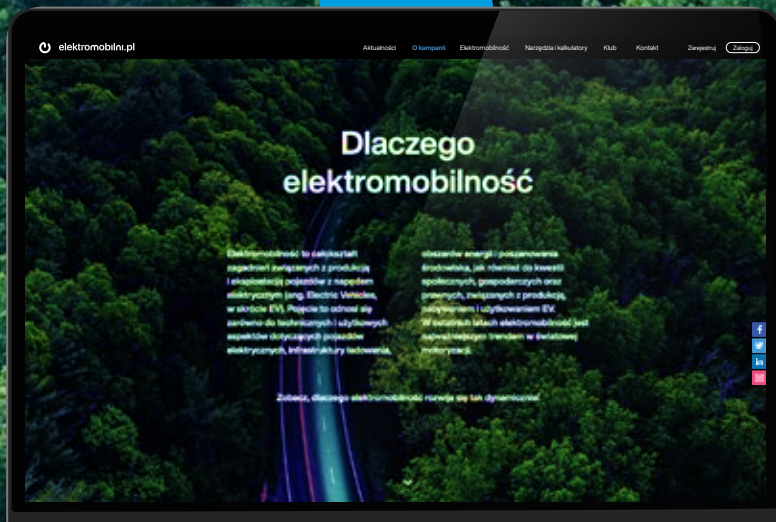 elektromobilni.pl
Aktualności O kampanii Elektromobilność Narzędzia i kalkulatory Klub Kontakt Zarejestruj Zaloguj
Dlaczego
elektromobilność
Elektromobilność to całokształt
zagadnień związanych z produkcją
i eksploatacją pojazdów z napędem
elektrycznym (ang. Electric Vehicles,
w skrócie EV). Pojęcie to odnosi się
zarówno do technicznych i użytkowych
aspektów dotyczących pojazdów
elektrycznych, infrastruktury ładowania,
obszarów energii i poszanowania
środowiska, jak również do kwestii
społecznych, gospodarczych oraz
prawnych, związanych z produkcją,
nabywaniem i użytkowaniem EV.
W ostatnich latach elektromobilność jest
najważniejszym trendem w światowej
motoryzacji.
Zobacz, dlaczego elektromobilność rozwija się tak dynamicznie!